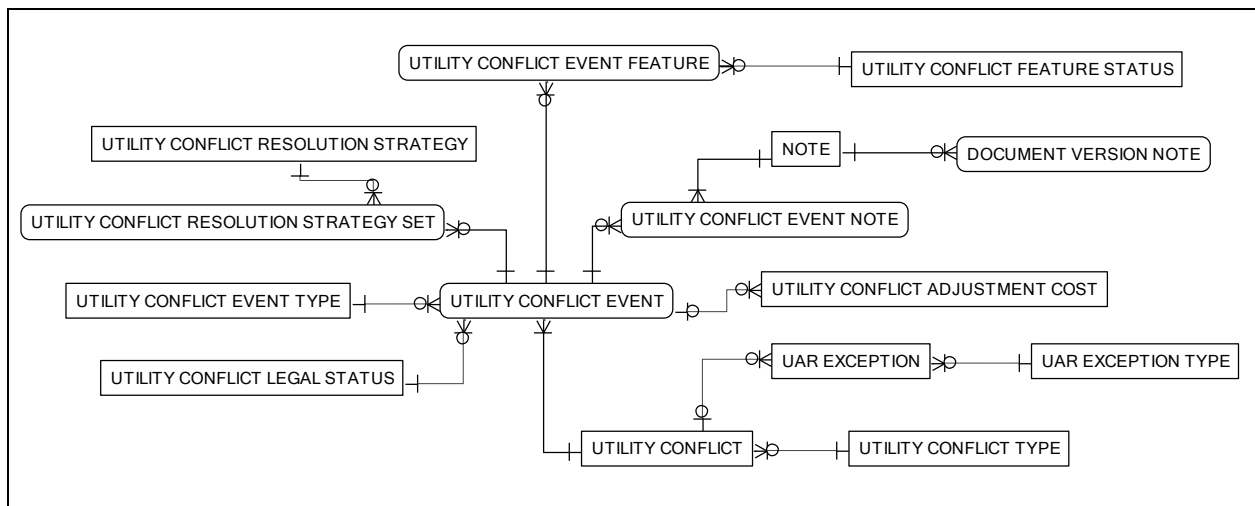 UTILITY CONFLICT EVENT FEATURE
UTILITY CONFLICT FEATURE STATUS
UTILITY CONFLICT RESOLUTION STRATEGY
NOTE
DOCUMENT VERSION NOTE
UTILITY CONFLICT RESOLUTION STRATEGY SET
UTILITY CONFLICT EVENT NOTE
UTILITY CONFLICT EVENT TYPE
UTILITY CONFLICT EVENT
UTILITY CONFLICT ADJUSTMENT COST
UTILITY CONFLICT LEGAL STATUS
UAR EXCEPTION
UAR EXCEPTION TYPE
UTILITY CONFLICT
UTILITY CONFLICT TYPE